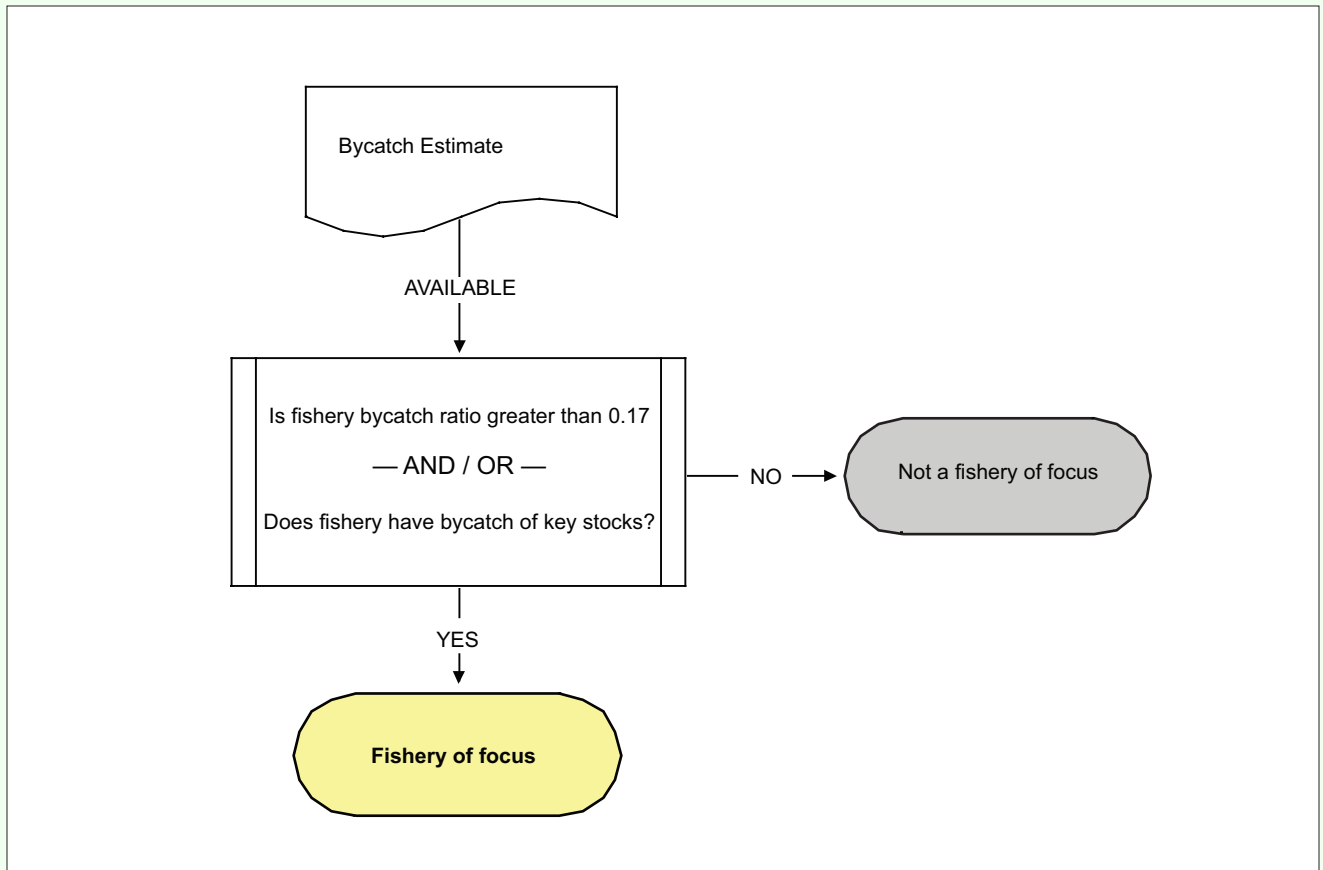 Bycatch Estimate
AVAILABLE
Is fishery bycatch ratio greater than 0.17
— AND / OR —
Does fishery have bycatch of key stocks?
NO
Not a fishery of focus
YES
Fishery of focus